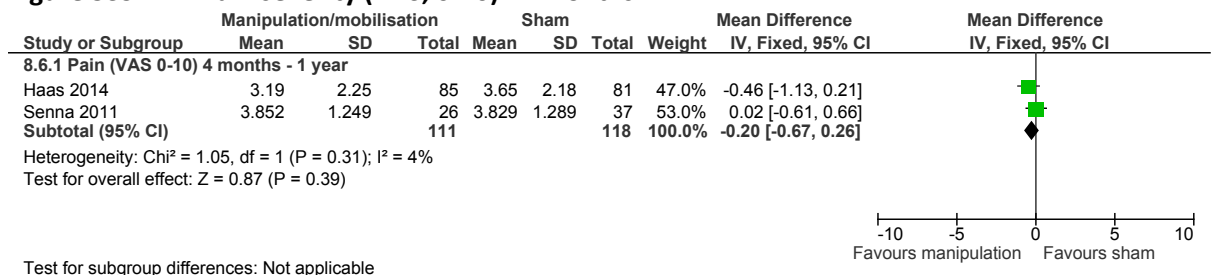 Manipulation/mobilisation Sham Mean Difference Mean Difference
Study or Subgroup Mean SD Total Mean SD Total Weight IV, Fixed, 95% CI IV, Fixed, 95% CI
8.6.1 Pain (VAS 0-10) 4 months - 1 year
Haas 2014 3.19 2.25 85 3.65 2.18 81 47.0% -0.46 [-1.13, 0.21]
Senna 2011 3.852 1.249 26 3.829 1.289 37 53.0% 0.02 [-0.61, 0.66]
Subtotal (95% CI) 111 118 100.0% -0.20 [-0.67, 0.26]
Heterogeneity: Chi² = 1.05, df = 1 (P = 0.31); I² = 4%
Test for overall effect: Z = 0.87 (P = 0.39)
-10 -5 0 5 10
Favours manipulation Favours sham
Test for subgroup differences: Not applicable